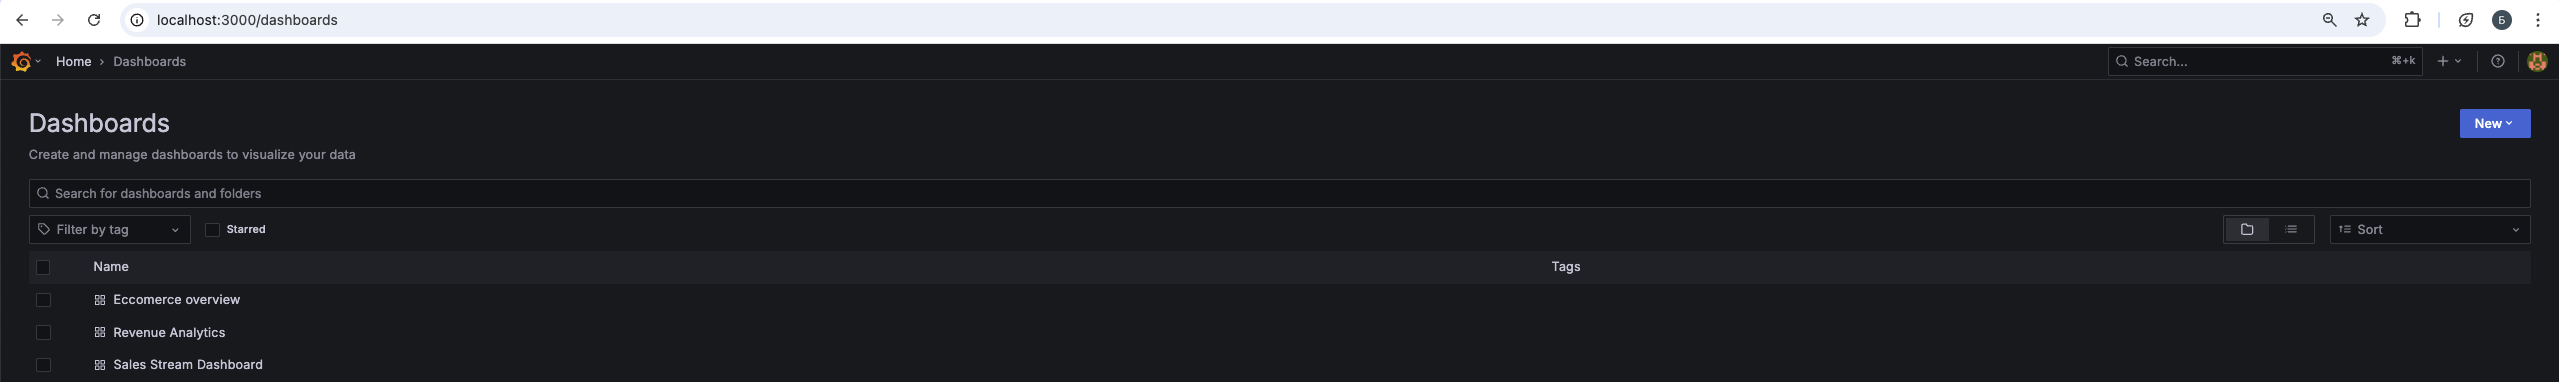 localhost:3000/dashboards
Б
Home › Dashboards
Search... ⌘+k
Dashboards
New
Create and manage dashboards to visualize your data
Search for dashboards and folders
Filter by tag Starred Sort
Name Tags
Eccomerce overview
Revenue Analytics
Sales Stream Dashboard